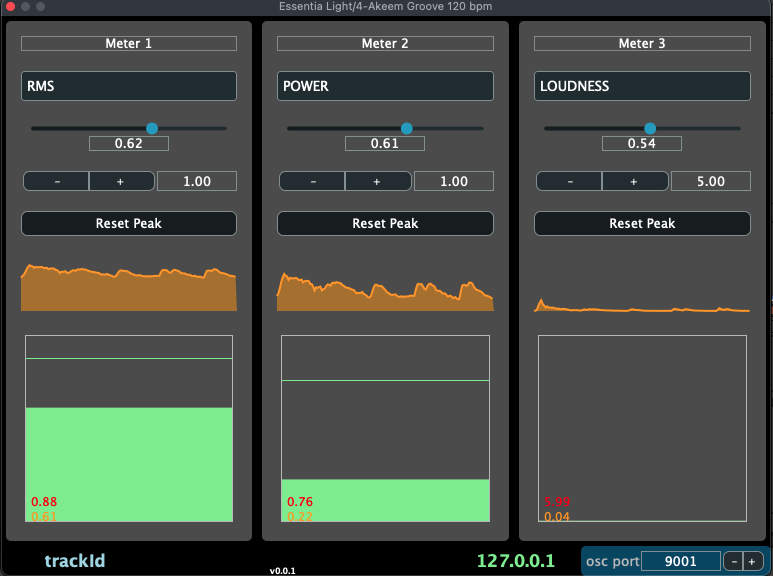 Essentia Light/4-Akeem Groove 120 bpm
Meter 1
RMS
0.62
- + 1.00
Reset Peak
0.88
0.61
Meter 2
POWER
0.61
- + 1.00
Reset Peak
0.76
0.22
Meter 3
LOUDNESS
0.54
- + 5.00
Reset Peak
0.04
trackId
v0.0.1
127.0.0.1
osc port 9001 - +